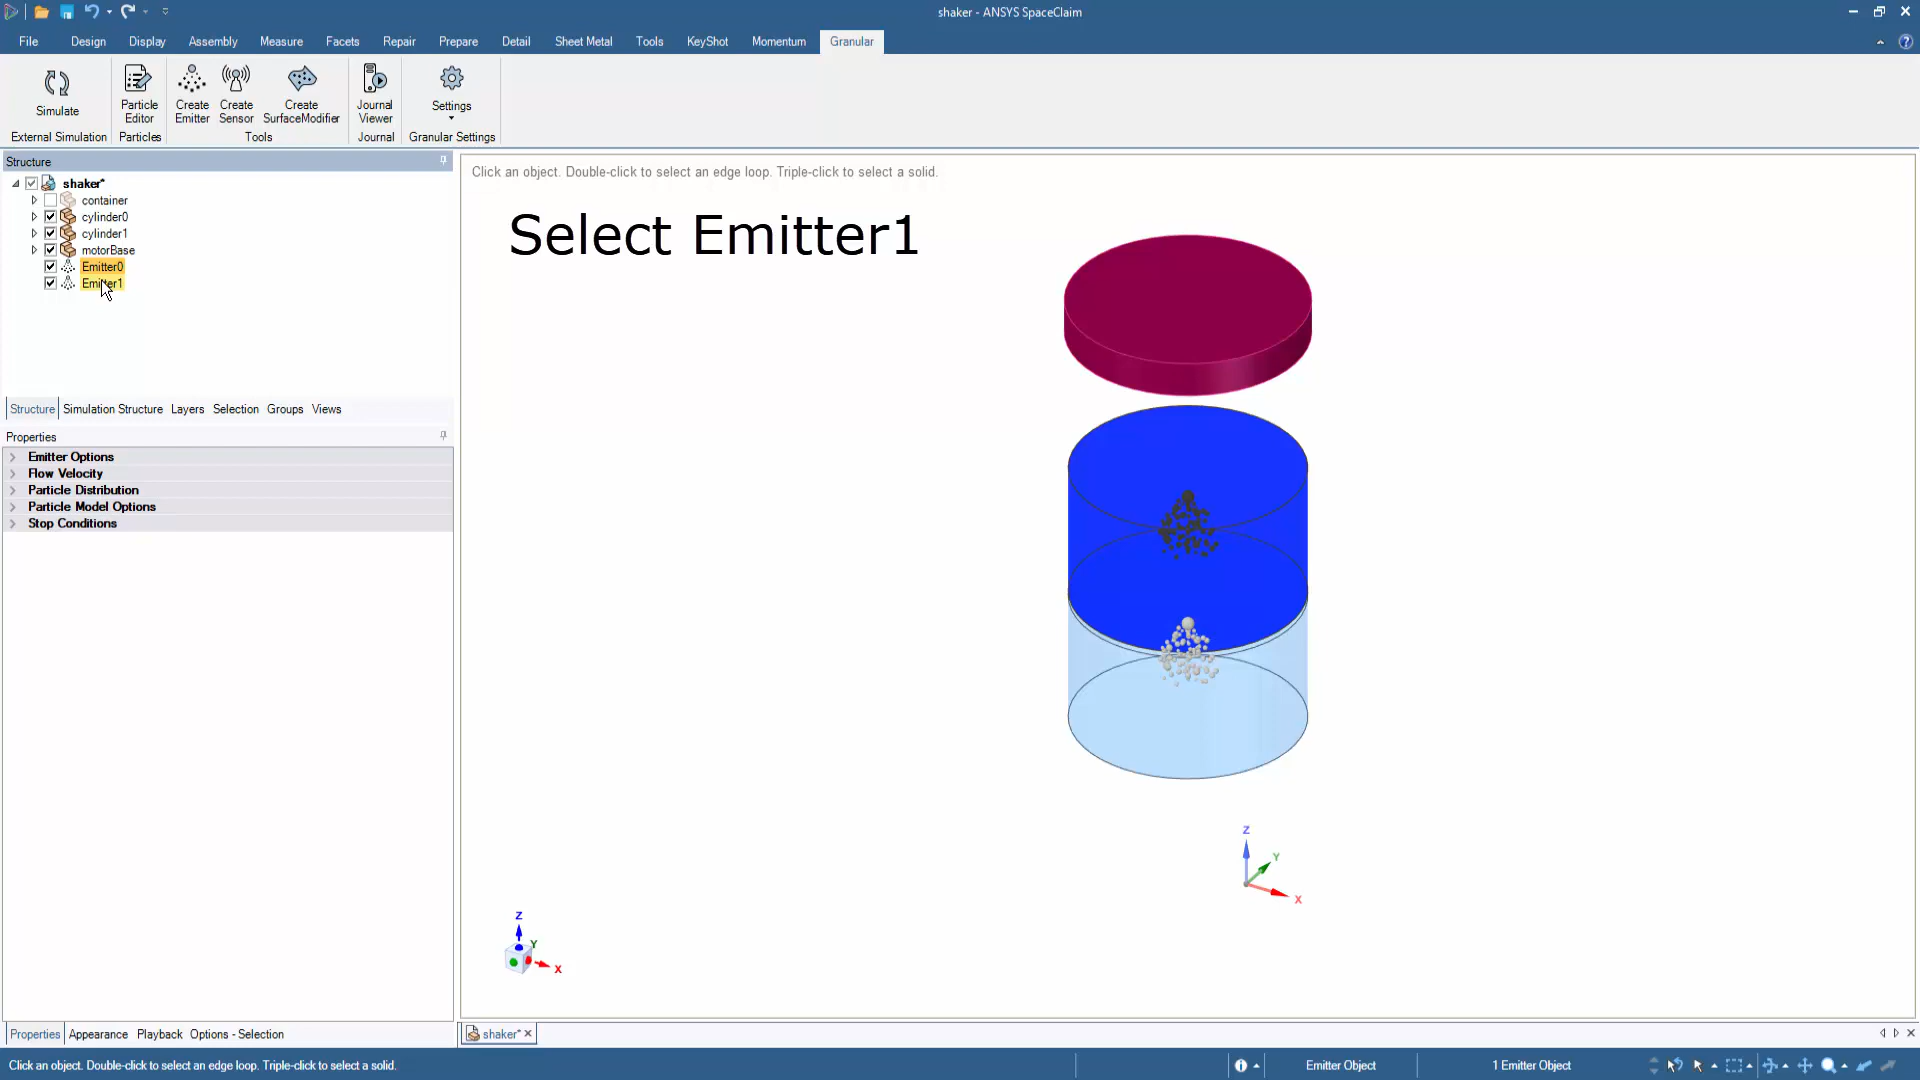 shaker - ANSYS SpaceClaim
File Design Display Assembly Measure Facets Repair Prepare Detail Sheet Metal Tools KeyShot Momentum Granular
Simulate
Particle Editor
Create Emitter
Create Sensor
Create SurfaceModifier
Journal Viewer
Settings
External Simulation Particles Tools Journal Granular Settings
Structure
shaker*
container
cylinder0
cylinder1
motorBase
Emitter0
Emitter1
Structure Simulation Structure Layers Selection Groups Views
Properties
Emitter Options
Flow Velocity
Particle Distribution
Particle Model Options
Stop Conditions
Click an object. Double-click to select an edge loop. Triple-click to select a solid.
Select Emitter1
Z
Y
X
Z
Y
X
Properties Appearance Playback Options - Selection
shaker*
Click an object. Double-click to select an edge loop. Triple-click to select a solid.
Emitter Object
1 Emitter Object